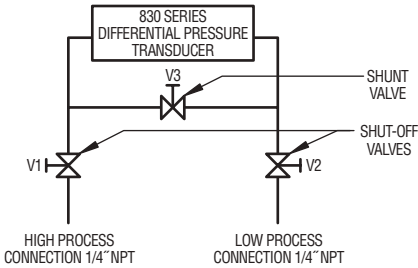 830 SERIES
DIFFERENTIAL PRESSURE
TRANSDUCER
V3
SHUNT
VALVE
SHUT-OFF
VALVES
V1
V2
HIGH PROCESS
CONNECTION 1/4˝NPT
LOW PROCESS
CONNECTION 1/4˝NPT